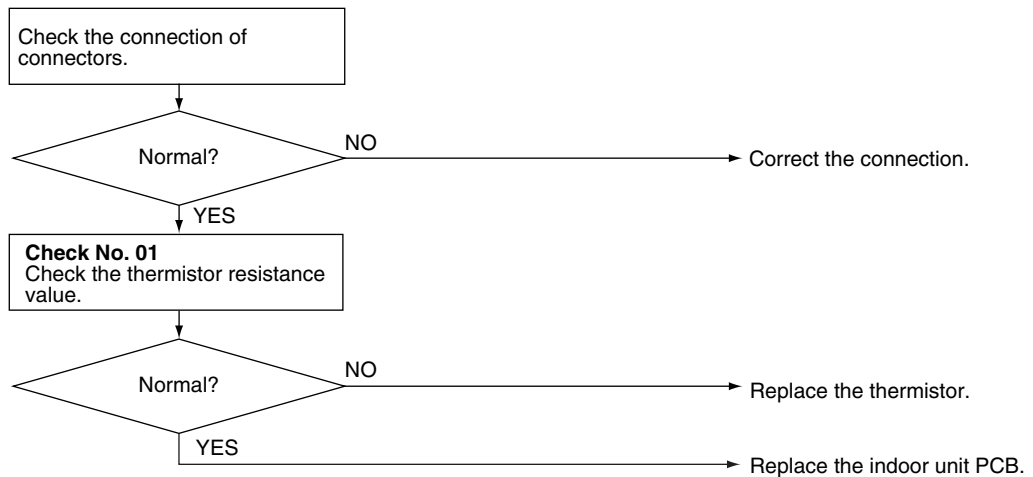 Check the connection of
connectors.
Normal?
NO
Correct the connection.
YES
Check No. 01
Check the thermistor resistance
value.
Normal?
NO
Replace the thermistor.
YES
Replace the indoor unit PCB.